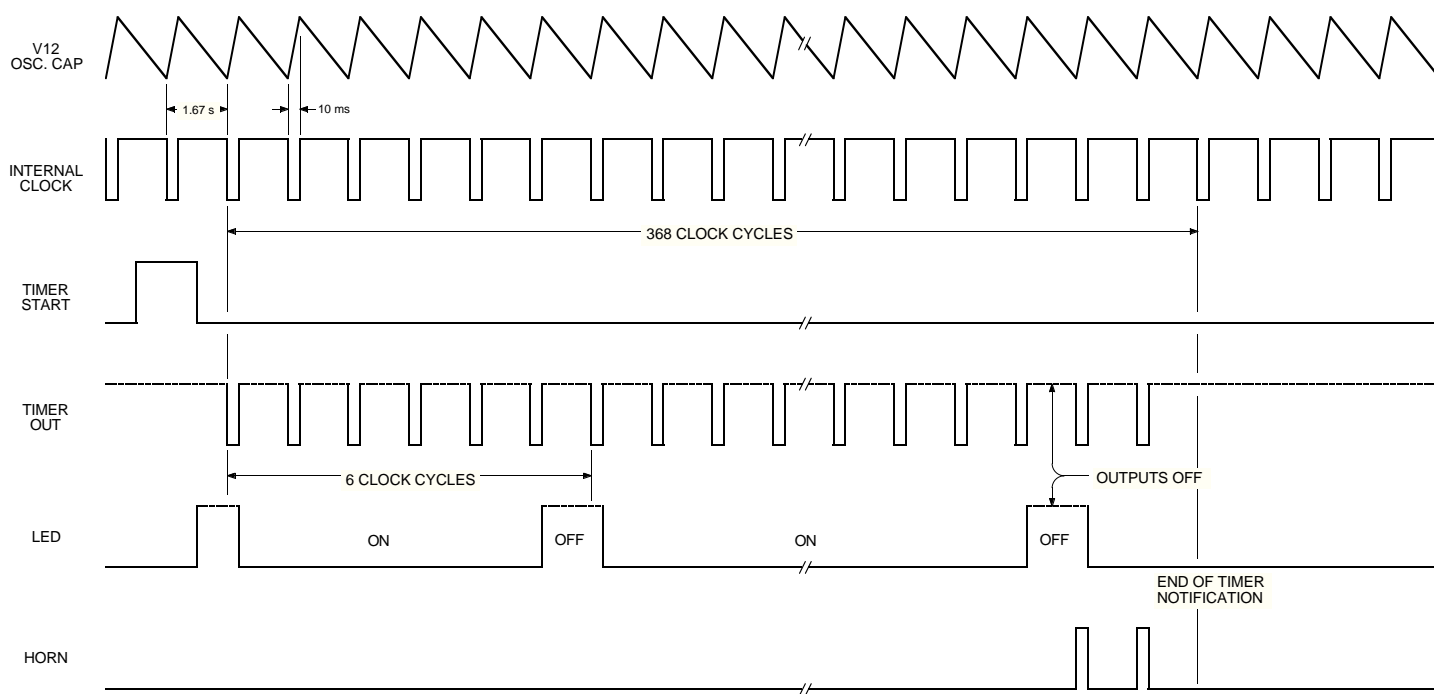 V12
OSC. CAP
1.67 s
10 ms
INTERNAL
CLOCK
368 CLOCK CYCLES
TIMER
START
TIMER
OUT
6 CLOCK CYCLES
OUTPUTS OFF
LED
ON
OFF
ON
OFF
END OF TIMER
NOTIFICATION
HORN